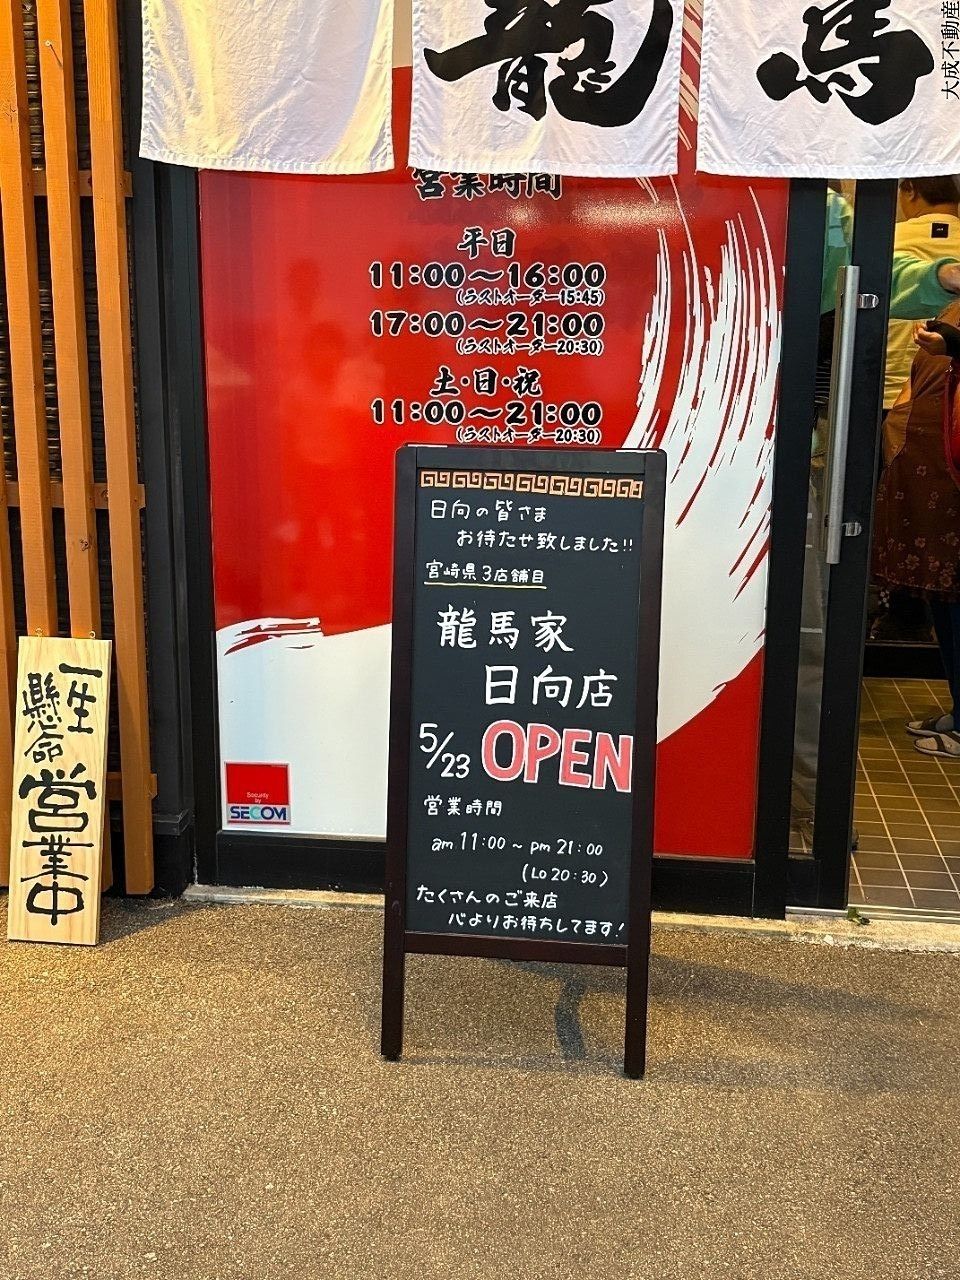 龍馬
大成不動産
営業時間
平日
11:00〜16:00
(ラストオーダー15:45)
17:00〜21:00
(ラストオーダー20:30)
土・日・祝
11:00〜21:00
(ラストオーダー20:30)
日向の皆さま
お待たせ致しました!!
宮崎県3店舗目
龍馬家
日向店
5/23 OPEN
営業時間
am 11:00 ~ pm 21:00
(LO 20:30)
たくさんのご来店
心よりお待ちしてます!
一生
懸命
営業中
Security
by
SECOM